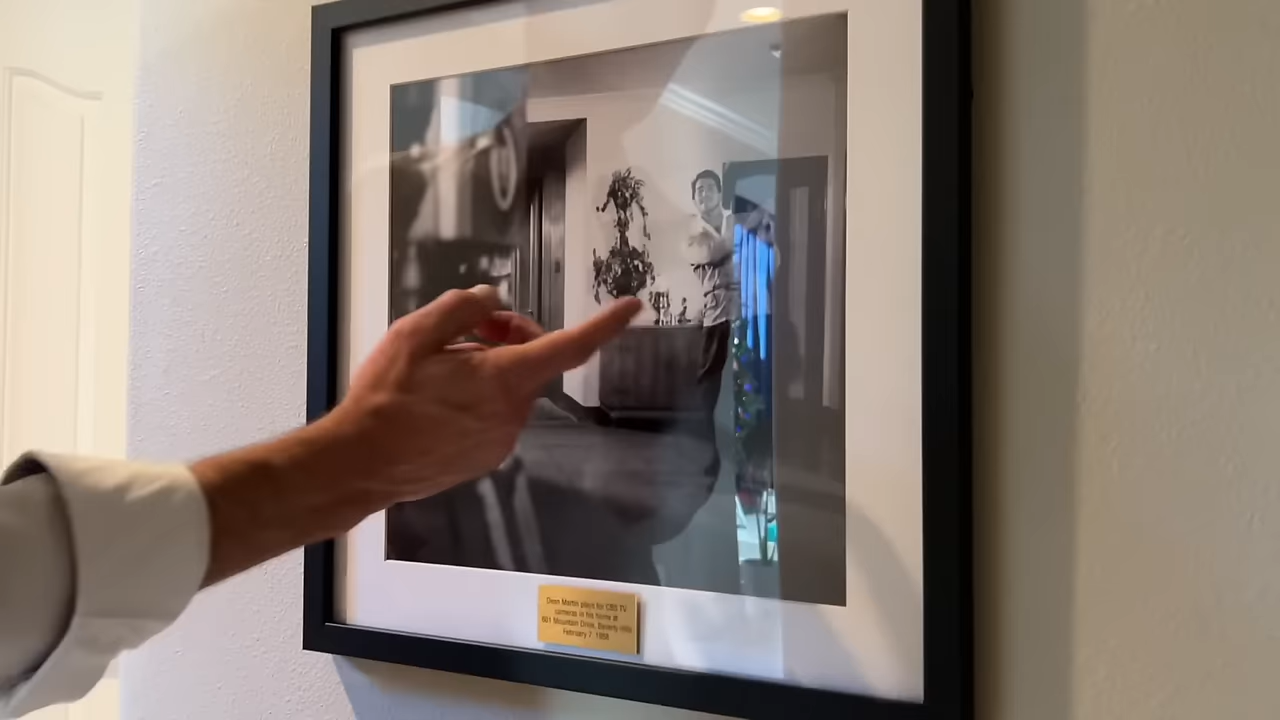 Dean Martin plays for CBS TV
cameras in his home at
601 Mountain Drive, Beverly Hills
February 7, 1958